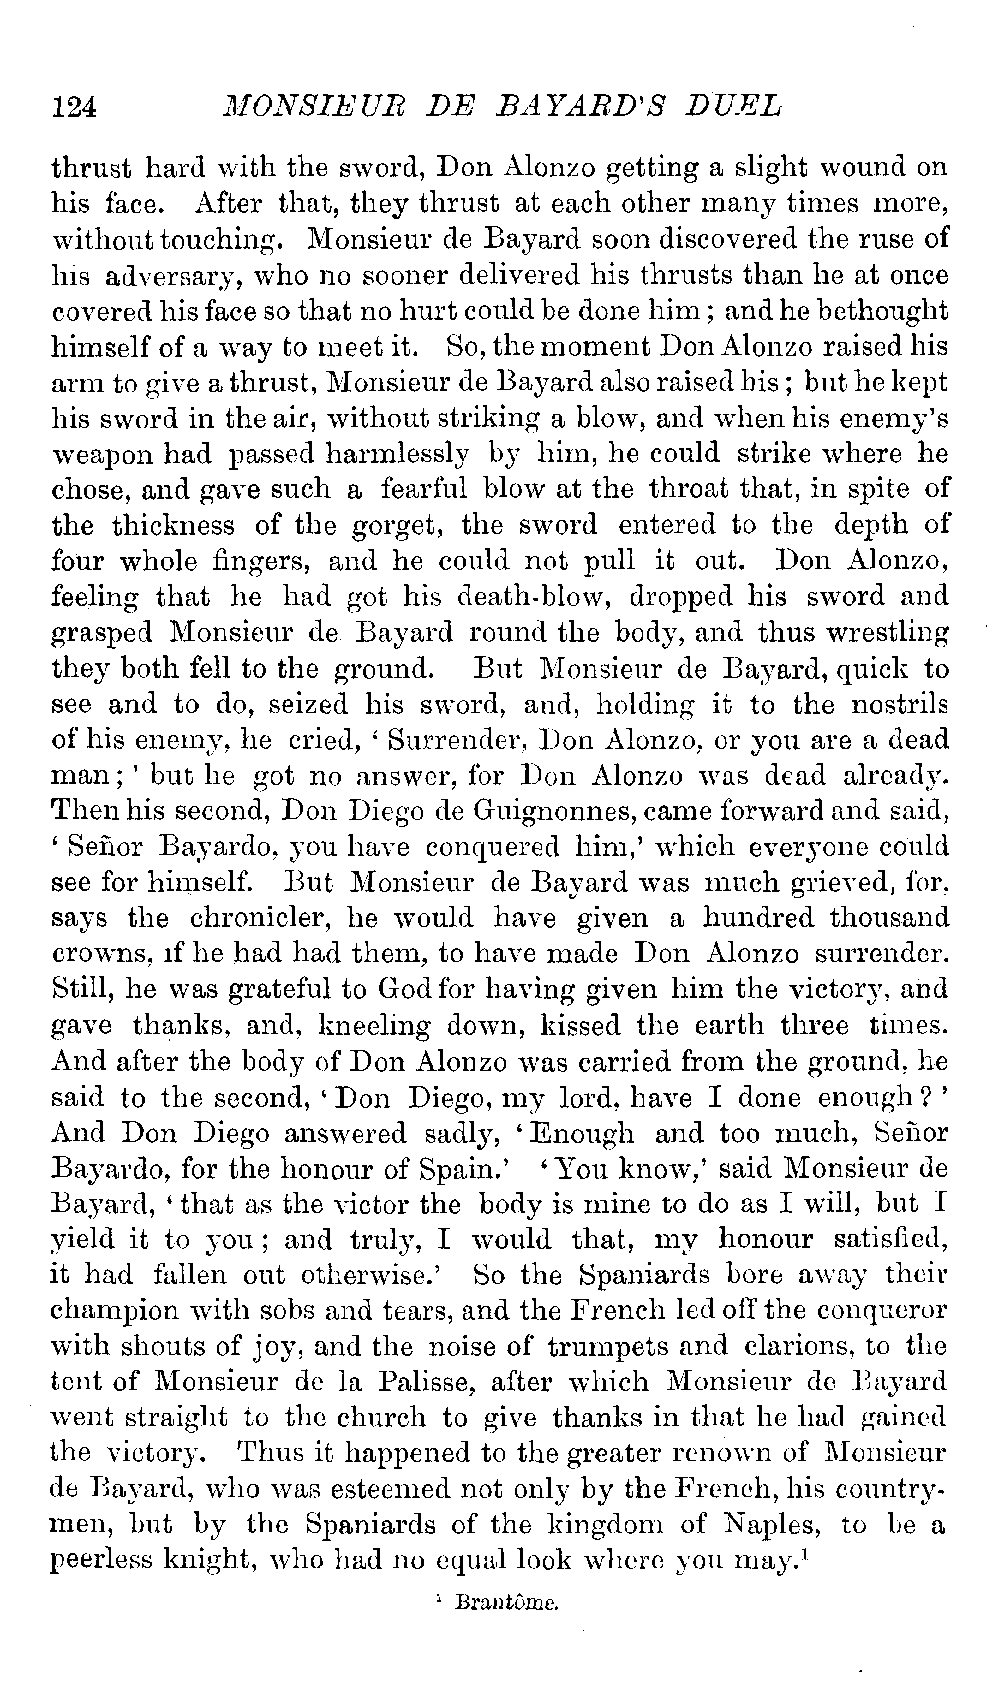 124 MONSIEUR DE BAYARD'S DUEL
thrust hard with the sword, Don Alonzo getting a slight wound on
his face. After that, they thrust at each other many times more,
without touching. Monsieur de Bayard soon discovered the ruse of
his adversary, who no sooner delivered his thrusts than he at once
covered his face so that no hurt could be done him; and he bethought
himself of a way to meet it. So, the moment Don Alonzo raised his
arm to give a thrust, Monsieur de Bayard also raised his; but he kept
his sword in the air, without striking a blow, and when his enemy's
weapon had passed harmlessly by him, he could strike where he
chose, and gave such a fearful blow at the throat that, in spite of
the thickness of the gorget, the sword entered to the depth of
four whole fingers, and he could not pull it out. Don Alonzo,
feeling that he had got his death-blow, dropped his sword and
grasped Monsieur de Bayard round the body, and thus wrestling
they both fell to the ground. But Monsieur de Bayard, quick to
see and to do, seized his sword, and, holding it to the nostrils
of his enemy, he cried, ‘ Surrender, Don Alonzo, or you are a dead
man; ’ but he got no answer, for Don Alonzo was dead already.
Then his second, Don Diego de Guignonnes, came forward and said,
‘ Señor Bayardo, you have conquered him,’ which everyone could
see for himself. But Monsieur de Bayard was much grieved, for,
says the chronicler, he would have given a hundred thousand
crowns, if he had had them, to have made Don Alonzo surrender.
Still, he was grateful to God for having given him the victory, and
gave thanks, and, kneeling down, kissed the earth three times.
And after the body of Don Alonzo was carried from the ground, he
said to the second, ‘ Don Diego, my lord, have I done enough? ’
And Don Diego answered sadly, ‘ Enough and too much, Señor
Bayardo, for the honour of Spain.’ ‘ You know,’ said Monsieur de
Bayard, ‘ that as the victor the body is mine to do as I will, but I
yield it to you; and truly, I would that, my honour satisfied,
it had fallen out otherwise.’ So the Spaniards bore away their
champion with sobs and tears, and the French led off the conqueror
with shouts of joy, and the noise of trumpets and clarions, to the
tent of Monsieur de la Palisse, after which Monsieur de Bayard
went straight to the church to give thanks in that he had gained
the victory. Thus it happened to the greater renown of Monsieur
de Bayard, who was esteemed not only by the French, his country-
men, but by the Spaniards of the kingdom of Naples, to be a
peerless knight, who had no equal look where you may.¹
¹ Brantôme.